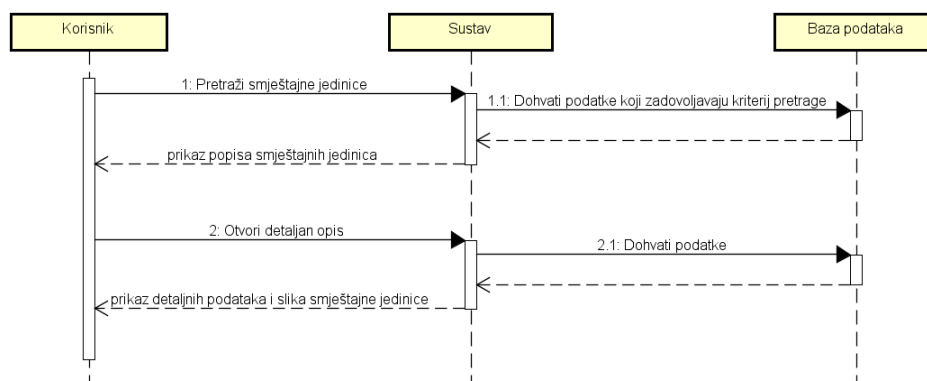 Korisnik
Sustav
Baza podataka
1: Pretraži smještajne jedinice
1.1: Dohvati podatke koji zadovoljavaju kriterij pretrage
prikaz popisa smještajnih jedinica
2: Otvori detaljan opis
2.1: Dohvati podatke
prikaz detaljnih podataka i slika smještajne jedinice